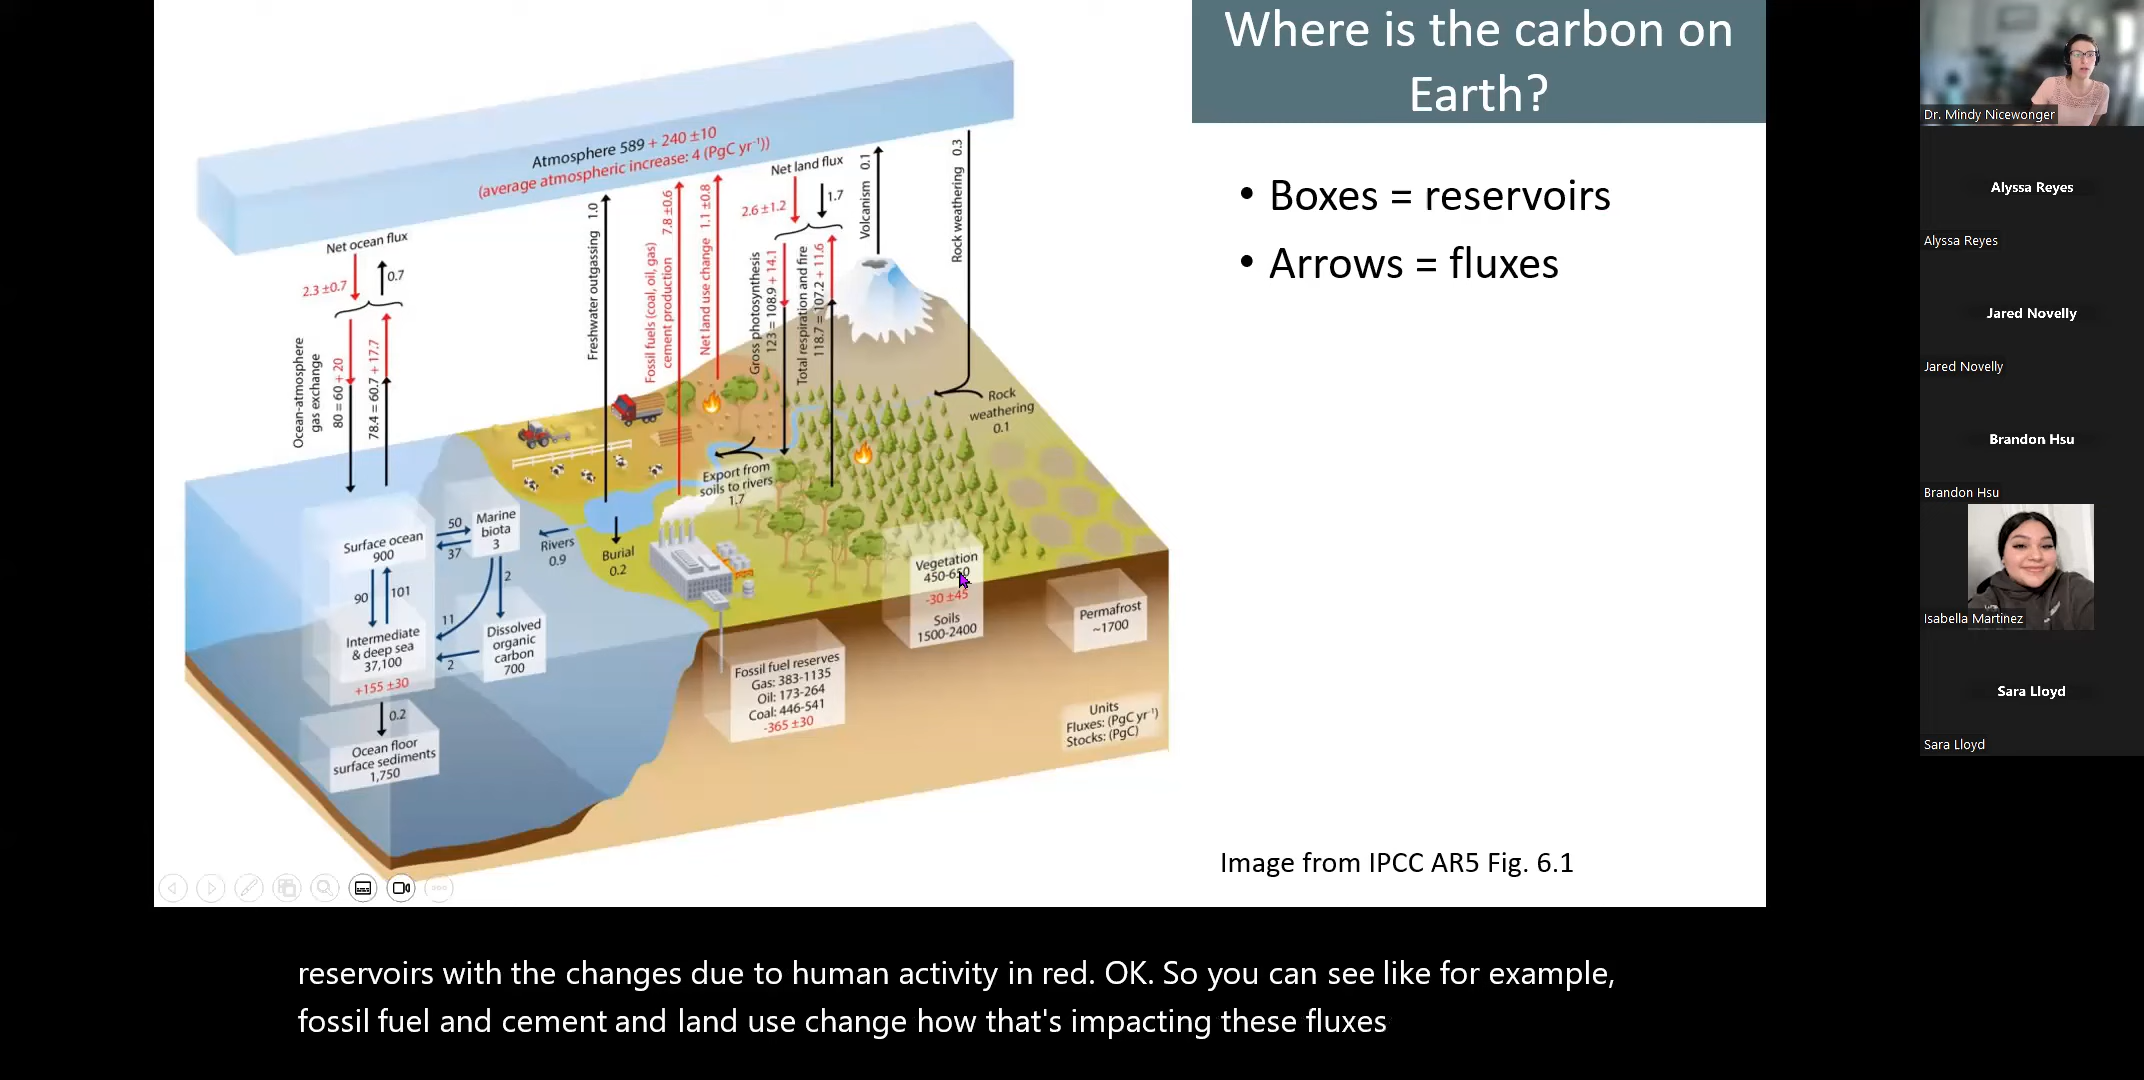 Where is the carbon on
Earth?
• Boxes = reservoirs
• Arrows = fluxes
Image from IPCC AR5 Fig. 6.1
Atmosphere 589 + 240 ±10
(average atmospheric increase: 4 (PgC yr⁻¹))
Net ocean flux
2.3 ±0.7
0.7
Ocean-atmosphere
gas exchange
80 = 60 + 20
78.4 = 60.7 + 17.7
Freshwater outgassing 1.0
Fossil fuels (coal, oil, gas)
cement production 7.8 ±0.6
Net land use change 1.1 ±0.8
Net land flux
2.6 ±1.2
1.7
Gross photosynthesis
123 = 108.9 + 14.1
Total respiration and fire
118.7 = 107.2 + 11.6
Volcanism 0.1
Rock weathering 0.3
Rock
weathering
0.1
Export from
soils to rivers
1.7
Surface ocean
900
50
37
Marine
biota
3
Rivers
0.9
Burial
0.2
90
101
2
11
Intermediate
& deep sea
37,100
+155 ±30
2
Dissolved
organic
carbon
700
0.2
Ocean floor
surface sediments
1,750
Fossil fuel reserves
Gas: 383-1135
Oil: 173-264
Coal: 446-541
-365 ±30
Vegetation
450-650
-30 ±45
Soils
1500-2400
Permafrost
~1700
Units
Fluxes: (PgC yr⁻¹)
Stocks: (PgC)
reservoirs with the changes due to human activity in red. OK. So you can see like for example,
fossil fuel and cement and land use change how that's impacting these fluxes
Dr. Mindy Nicewonger
Alyssa Reyes
Alyssa Reyes
Jared Novelly
Jared Novelly
Brandon Hsu
Brandon Hsu
Isabella Martinez
Sara Lloyd
Sara Lloyd